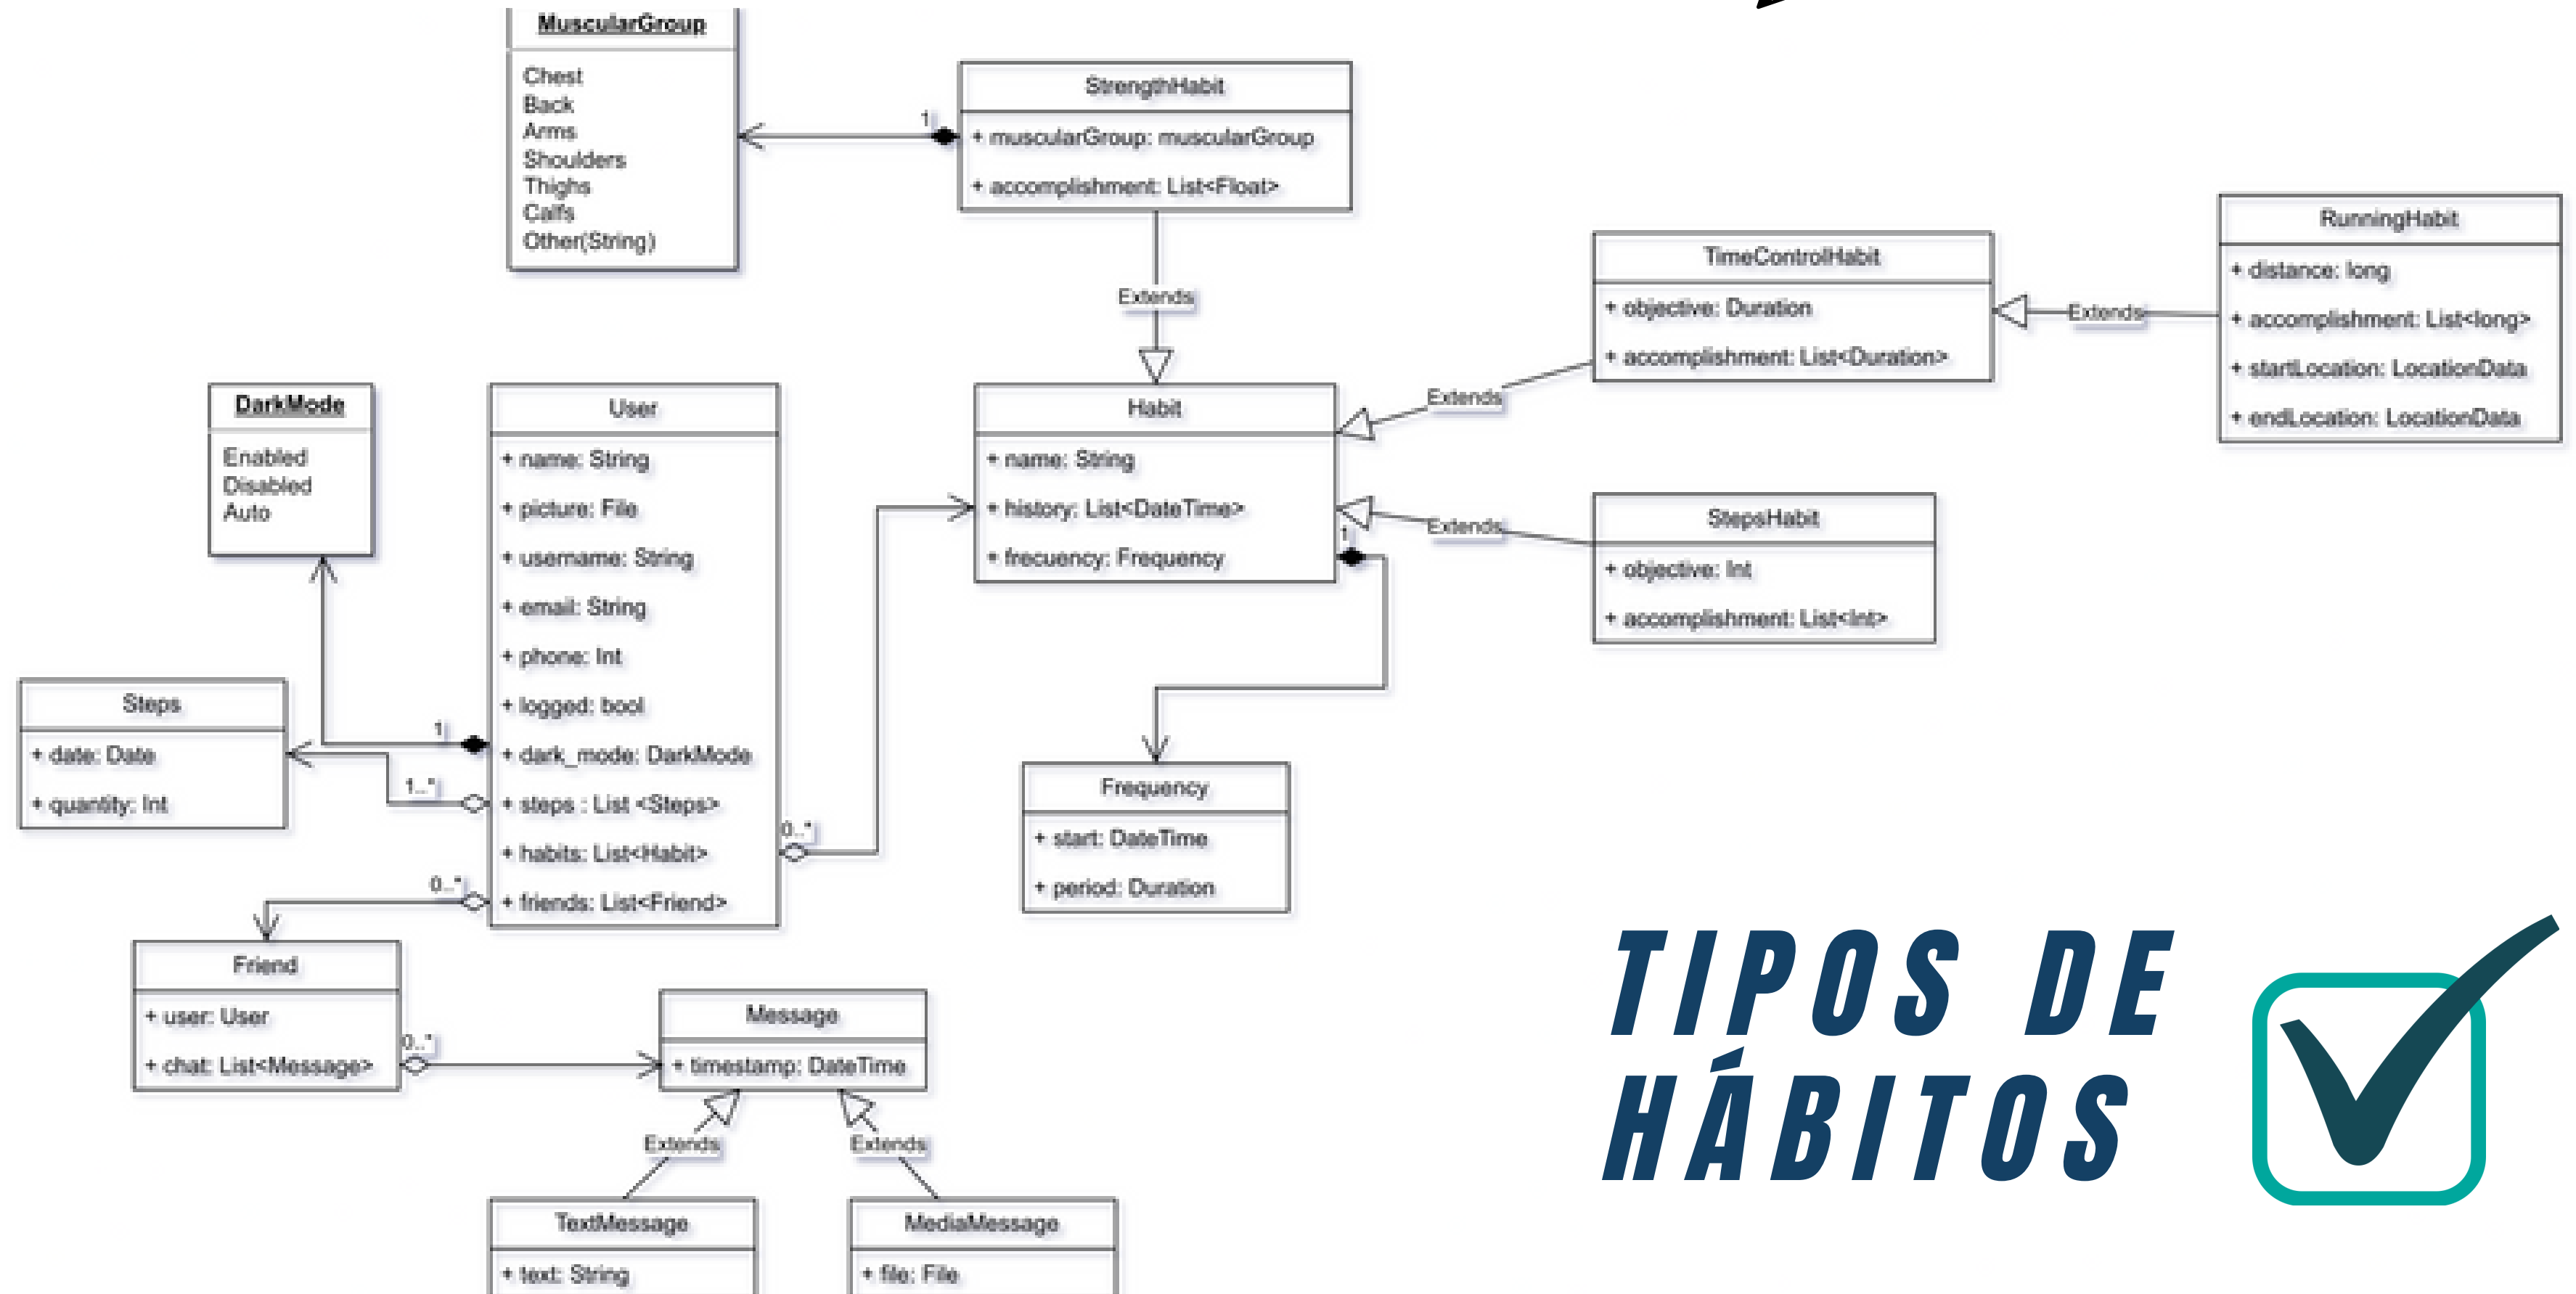 MuscularGroup
Chest
Back
Arms
Shoulders
Thighs
Calfs
Other(String)
1
StrengthHabit
+ muscularGroup: muscularGroup
+ accomplishment: List<Float>
Extends
TimeControlHabit
+ objective: Duration
+ accomplishment: List<Duration>
Extends
RunningHabit
+ distance: long
+ accomplishment: List<long>
+ startLocation: LocationData
+ endLocation: LocationData
Extends
DarkMode
Enabled
Disabled
Auto
User
+ name: String
+ picture: File
+ username: String
+ email: String
+ phone: Int
+ logged: bool
+ dark_mode: DarkMode
+ steps : List <Steps>
+ habits: List<Habit>
+ friends: List<Friend>
1
1..*
0..*
0..*
Habit
+ name: String
+ history: List<DateTime>
+ frecuency: Frequency
1
Extends
StepsHabit
+ objective: Int
+ accomplishment: List<Int>
Steps
+ date: Date
+ quantity: Int
Frequency
+ start: DateTime
+ period: Duration
Friend
+ user: User
+ chat: List<Message>
0..*
Message
+ timestamp: DateTime
Extends
Extends
TextMessage
+ text: String
MediaMessage
+ file: File
TIPOS DE
HÁBITOS